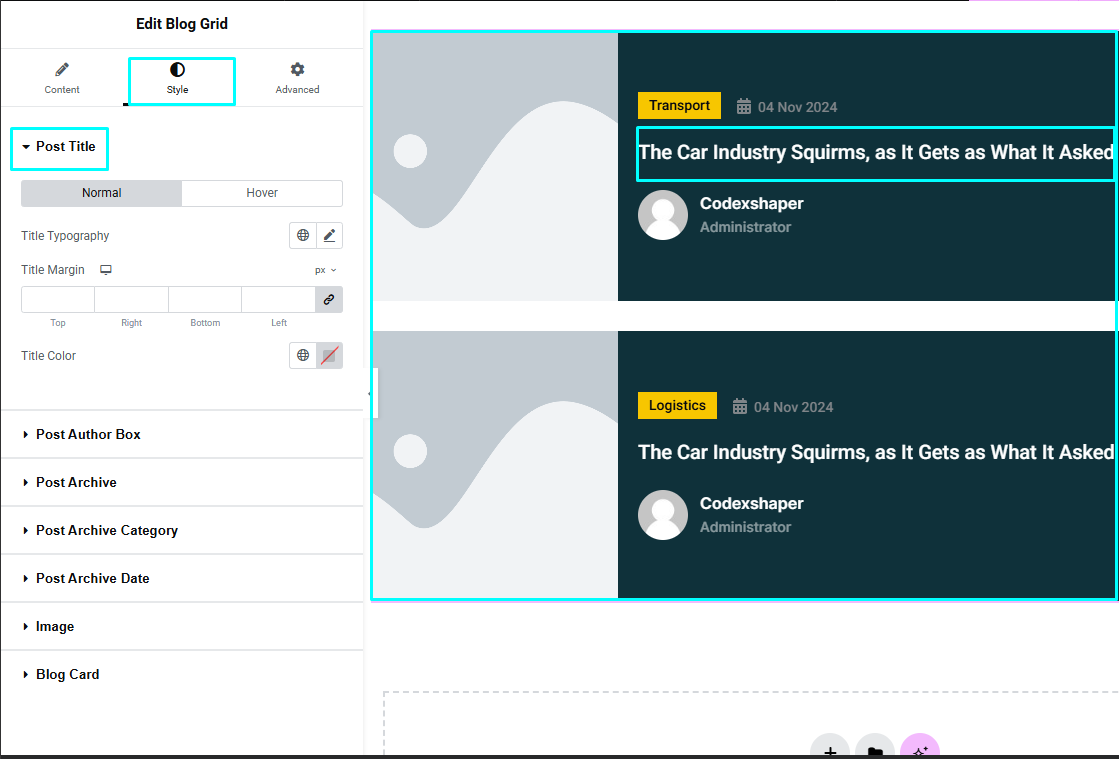 Edit Blog Grid
Content
Style
Advanced
Post Title
Normal
Hover
Title Typography
Title Margin
px
Top
Right
Bottom
Left
Title Color
Post Author Box
Post Archive
Post Archive Category
Post Archive Date
Image
Blog Card
Transport
04 Nov 2024
The Car Industry Squirms, as It Gets as What It Asked
Codexshaper
Administrator
Logistics
04 Nov 2024
The Car Industry Squirms, as It Gets as What It Asked
Codexshaper
Administrator